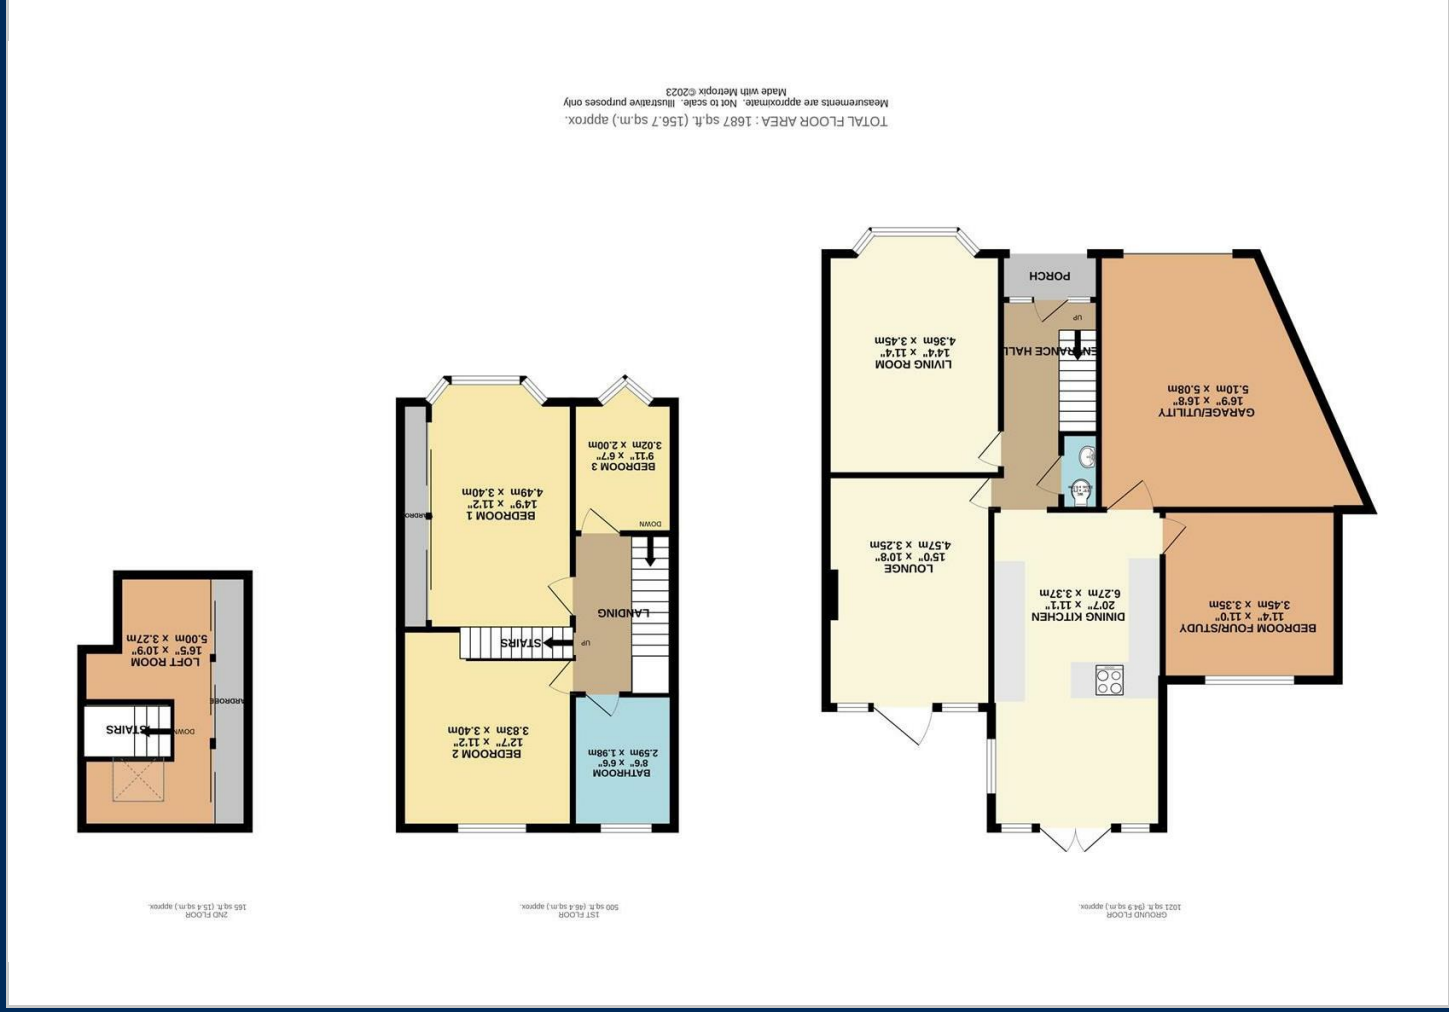 GROUND FLOOR
1021 sq.ft. (94.9 sq.m.) approx.
BEDROOM FOUR/STUDY
11'4" x 11'0"
3.45m x 3.35m
DINING KITCHEN
20'7" x 11'1"
6.27m x 3.37m
LOUNGE
15'0" x 10'8"
4.57m x 3.25m
GARAGE/UTILITY
16'9" x 16'8"
5.10m x 5.08m
ENTRANCE HALL
UP
LIVING ROOM
14'4" x 11'4"
4.36m x 3.45m
PORCH
1ST FLOOR
500 sq.ft. (46.4 sq.m.) approx.
BATHROOM
8'6" x 6'6"
2.59m x 1.98m
BEDROOM 2
12'7" x 11'2"
3.83m x 3.40m
UP
STAIRS
LANDING
DOWN
BEDROOM 1
14'9" x 11'2"
4.49m x 3.40m
ARDRO
BEDROOM 3
9'11" x 6'7"
3.02m x 2.00m
2ND FLOOR
165 sq.ft. (15.4 sq.m.) approx.
DOWN
STAIRS
ARDROBE
LOFT ROOM
16'5" x 10'9"
5.00m x 3.27m
TOTAL FLOOR AREA : 1687 sq.ft. (156.7 sq.m.) approx.
Measurements are approximate. Not to scale. Illustrative purposes only
Made with Metropix ©2023